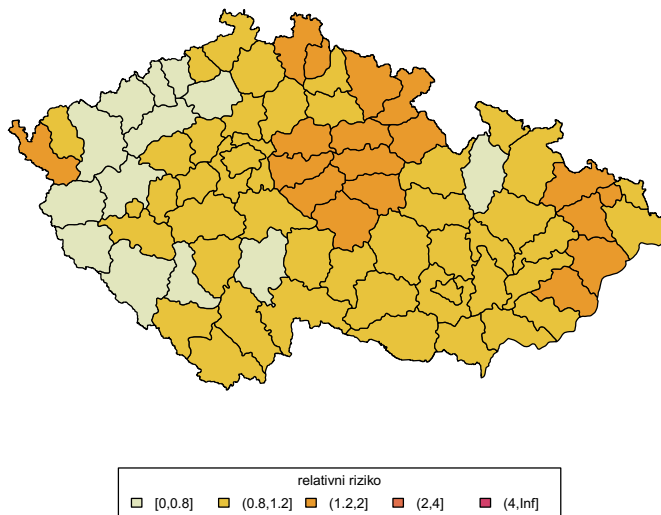 relativni riziko
[0,0.8] (0.8,1.2] (1.2,2] (2,4] (4,Inf]